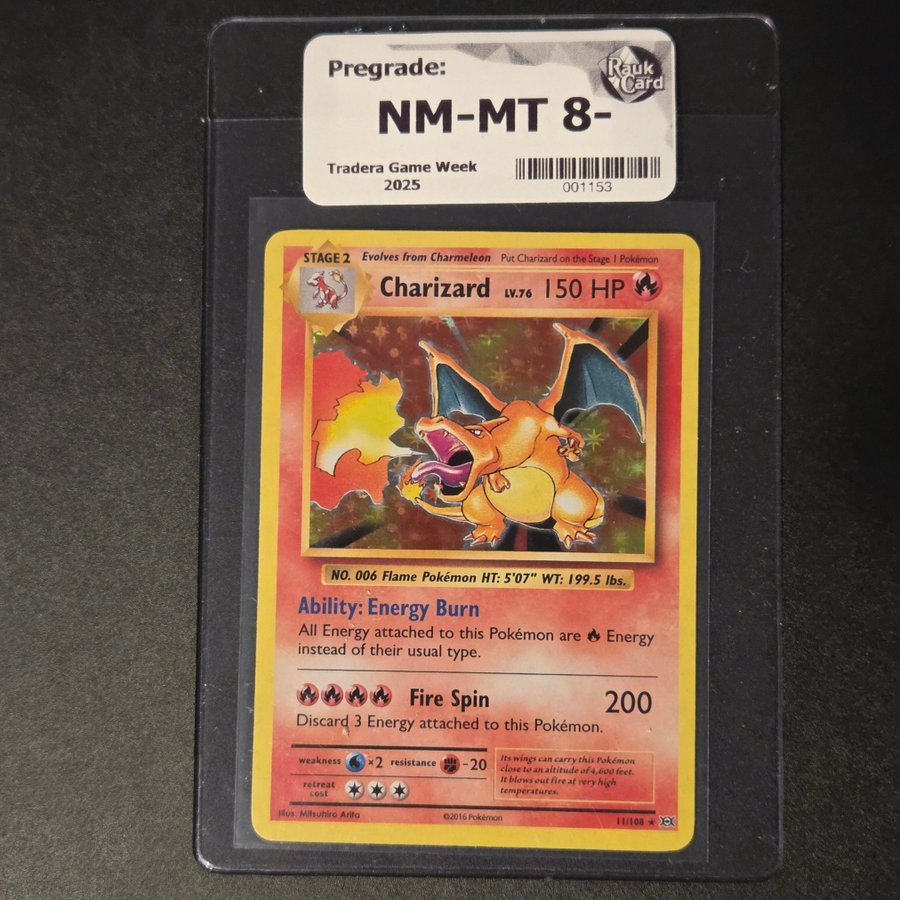 Pregrade:
Rauk
Card
NM-MT 8-
Tradera Game Week
2025
001153
STAGE 2
Evolves from Charmeleon Put Charizard on the Stage 1 Pokémon
Charizard LV.76 150 HP
NO. 006 Flame Pokémon HT: 5'07" WT: 199.5 lbs.
Ability: Energy Burn
All Energy attached to this Pokémon are Energy
instead of their usual type.
Fire Spin 200
Discard 3 Energy attached to this Pokémon.
weakness ×2 resistance -20
retreat
cost
Its wings can carry this Pokémon
close to an altitude of 4,600 feet.
It blows out fire at very high
temperatures.
Illus. Mitsuhiro Arita
©2016 Pokémon
11/108